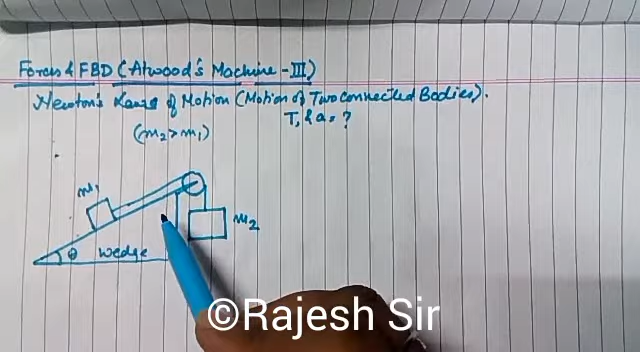 Forces & FBD (Atwood's Machine - III)
Newton's Laws of Motion (Motion of Two Connected Bodies).
(m₂ > m₁)
T, & a = ?
m₁
m₂
θ wedge
©Rajesh Sir